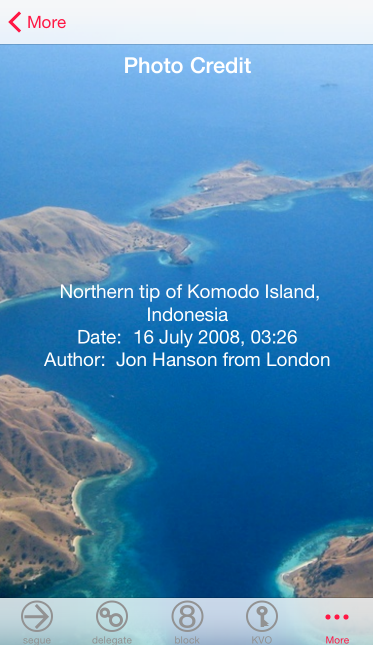 More
Photo Credit
Northern tip of Komodo Island,
Indonesia
Date:  16 July 2008, 03:26
Author:  Jon Hanson from London
segue
delegate
block
KVO
More